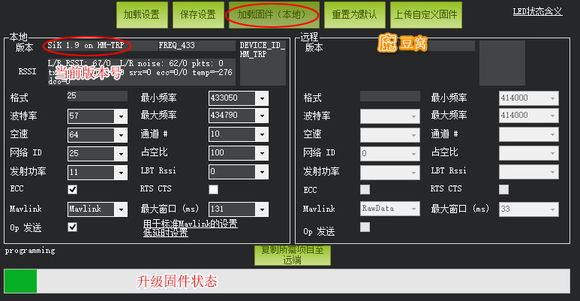 加载设置 保存设置 加载固件(本地) 重置为默认 上传自定义固件 LED状态含义
本地 远程
版本 SiK 1.9 on HM-TRP FREQ_433 DEVICE_ID_HM_TRP 版本 豆窝
RSSI L/R RSSI: 67/0 L/R noise: 62/0 pkts: 0 RSSI
srx=0 ecc=0/0 temp=-276
dco=0
当前版本号
格式 25 最小频率 433050 格式 最小频率 414000
波特率 57 最大频率 434790 波特率 最大频率 414000
空速 64 通道 # 10 空速 通道 #
网络 ID 25 占空比 100 网络 ID 0 占空比
发射功率 11 LBT Rssi 0 发射功率 LBT Rssi
ECC RTS CTS ECC RTS CTS
Mavlink Mavlink 最大窗口 (ms) 131 Mavlink RawData 最大窗口 (ms) 33
Op 发送 用于标准Mavlink的设置 Op 发送
低延时设置
programming 复制所需项目至
远端
升级固件状态